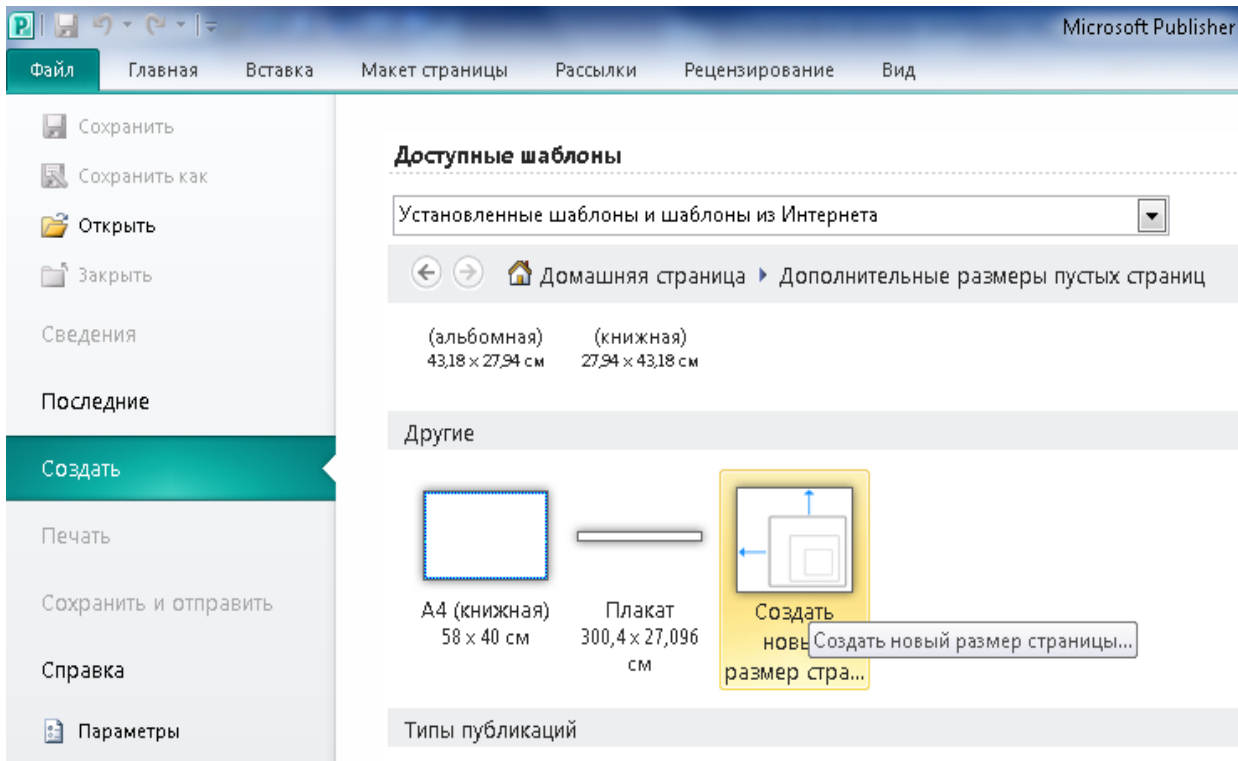 Microsoft Publisher
Файл Главная Вставка Макет страницы Рассылки Рецензирование Вид
Сохранить
Сохранить как
Открыть
Закрыть
Сведения
Последние
Создать
Печать
Сохранить и отправить
Справка
Параметры
Доступные шаблоны
Установленные шаблоны и шаблоны из Интернета
Домашняя страница Дополнительные размеры пустых страниц
(альбомная) (книжная)
43,18 x 27,94 см 27,94 x 43,18 см
Другие
A4 (книжная) Плакат Создать
58 x 40 см 300,4 x 27,096
см размер стра...
Создать новый размер страницы...
Типы публикаций